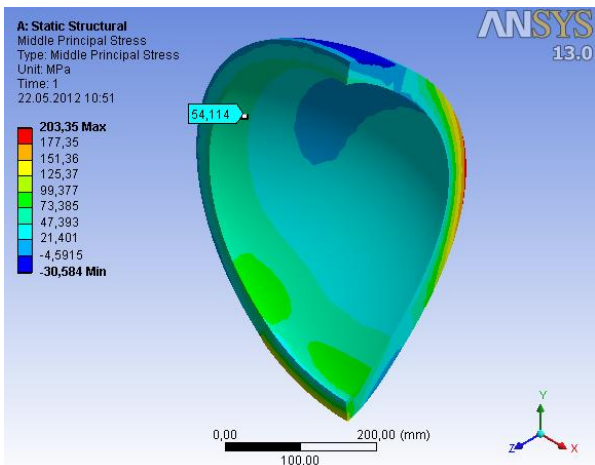 A: Static Structural
Middle Principal Stress
Type: Middle Principal Stress
Unit: MPa
Time: 1
22.05.2012 10:51
203,35 Max
177,35
151,36
125,37
99,377
73,385
47,393
21,401
-4,5915
-30,584 Min
54,114
ANSYS
13.0
0,00
200,00 (mm)
100.00
Y
Z
X